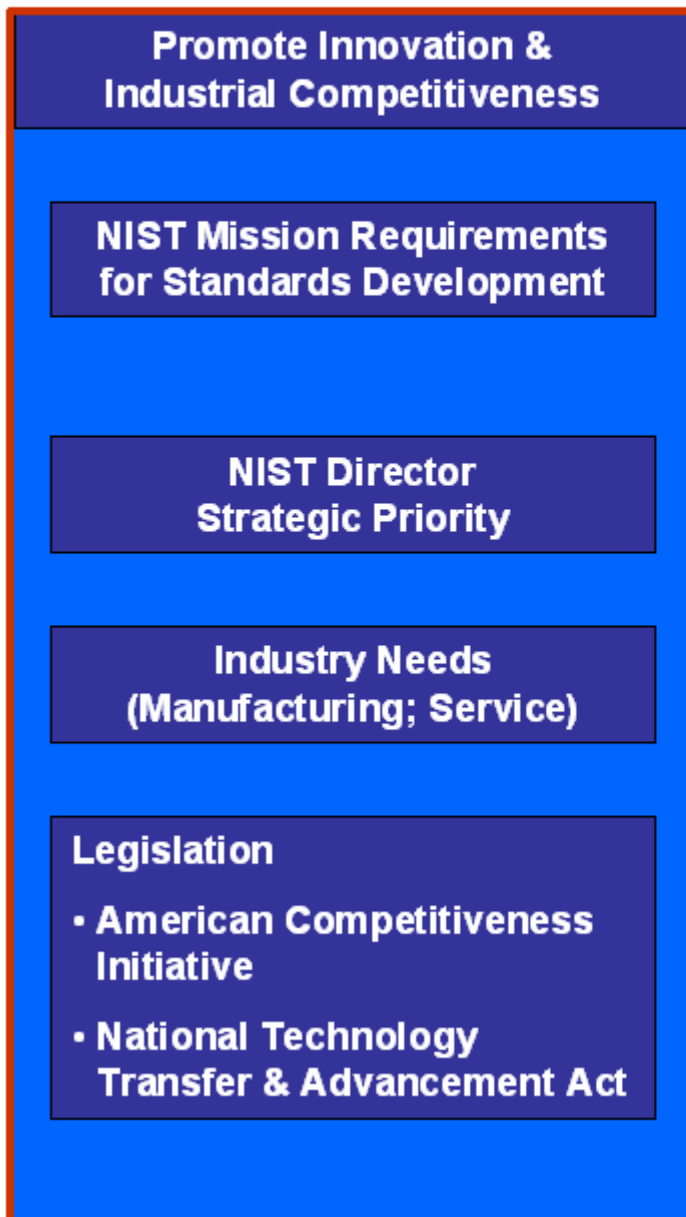 Promote Innovation &
Industrial Competitiveness
NIST Mission Requirements
for Standards Development
NIST Director
Strategic Priority
Industry Needs
(Manufacturing; Service)
Legislation
• American Competitiveness
Initiative
• National Technology
Transfer & Advancement Act